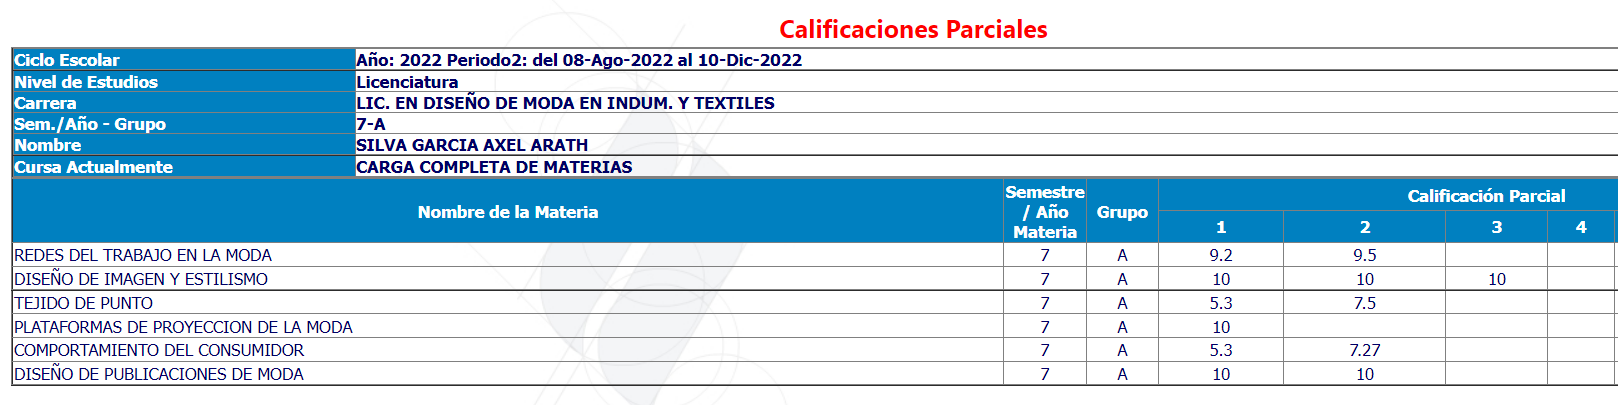 Calificaciones Parciales
Ciclo Escolar Año: 2022 Periodo2: del 08-Ago-2022 al 10-Dic-2022
Nivel de Estudios Licenciatura
Carrera LIC. EN DISEÑO DE MODA EN INDUM. Y TEXTILES
Sem./Año - Grupo 7-A
Nombre SILVA GARCIA AXEL ARATH
Cursa Actualmente CARGA COMPLETA DE MATERIAS
Nombre de la Materia Semestre / Año Materia Grupo Calificación Parcial
1 2 3 4
REDES DEL TRABAJO EN LA MODA 7 A 9.2 9.5
DISEÑO DE IMAGEN Y ESTILISMO 7 A 10 10 10
TEJIDO DE PUNTO 7 A 5.3 7.5
PLATAFORMAS DE PROYECCION DE LA MODA 7 A 10
COMPORTAMIENTO DEL CONSUMIDOR 7 A 5.3 7.27
DISEÑO DE PUBLICACIONES DE MODA 7 A 10 10